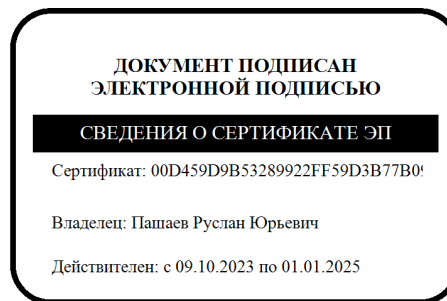 ДОКУМЕНТ ПОДПИСАН
ЭЛЕКТРОННОЙ ПОДПИСЬЮ
СВЕДЕНИЯ О СЕРТИФИКАТЕ ЭП
Сертификат: 00D459D9B53289922FF59D3B77B09
Владелец: Пашаев Руслан Юрьевич
Действителен: с 09.10.2023 по 01.01.2025